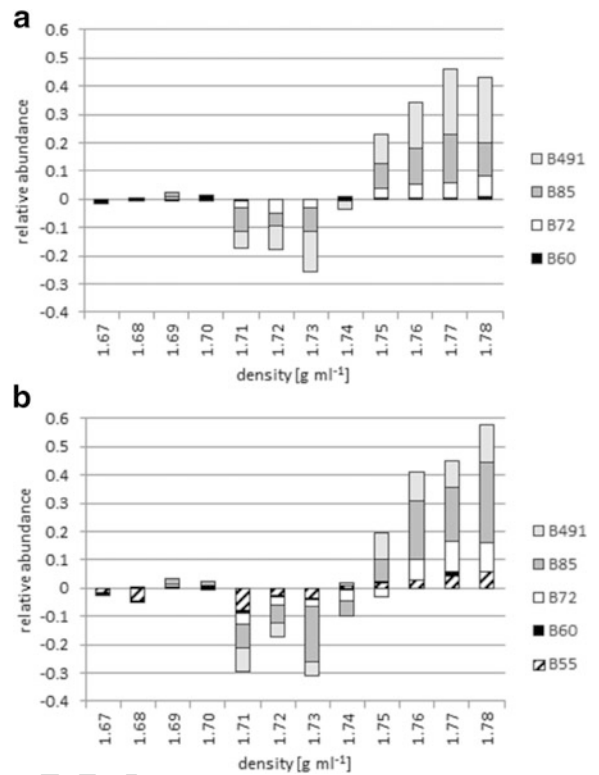 a
relative abundance
0.6
0.5
0.4
0.3
0.2
0.1
0
-0.1
-0.2
-0.3
-0.4
1.67 1.68 1.69 1.70 1.71 1.72 1.73 1.74 1.75 1.76 1.77 1.78
density [g ml⁻¹]
B491
B85
B72
B60
b
relative abundance
0.6
0.5
0.4
0.3
0.2
0.1
0
-0.1
-0.2
-0.3
-0.4
1.67 1.68 1.69 1.70 1.71 1.72 1.73 1.74 1.75 1.76 1.77 1.78
density [g ml⁻¹]
B491
B85
B72
B60
B55